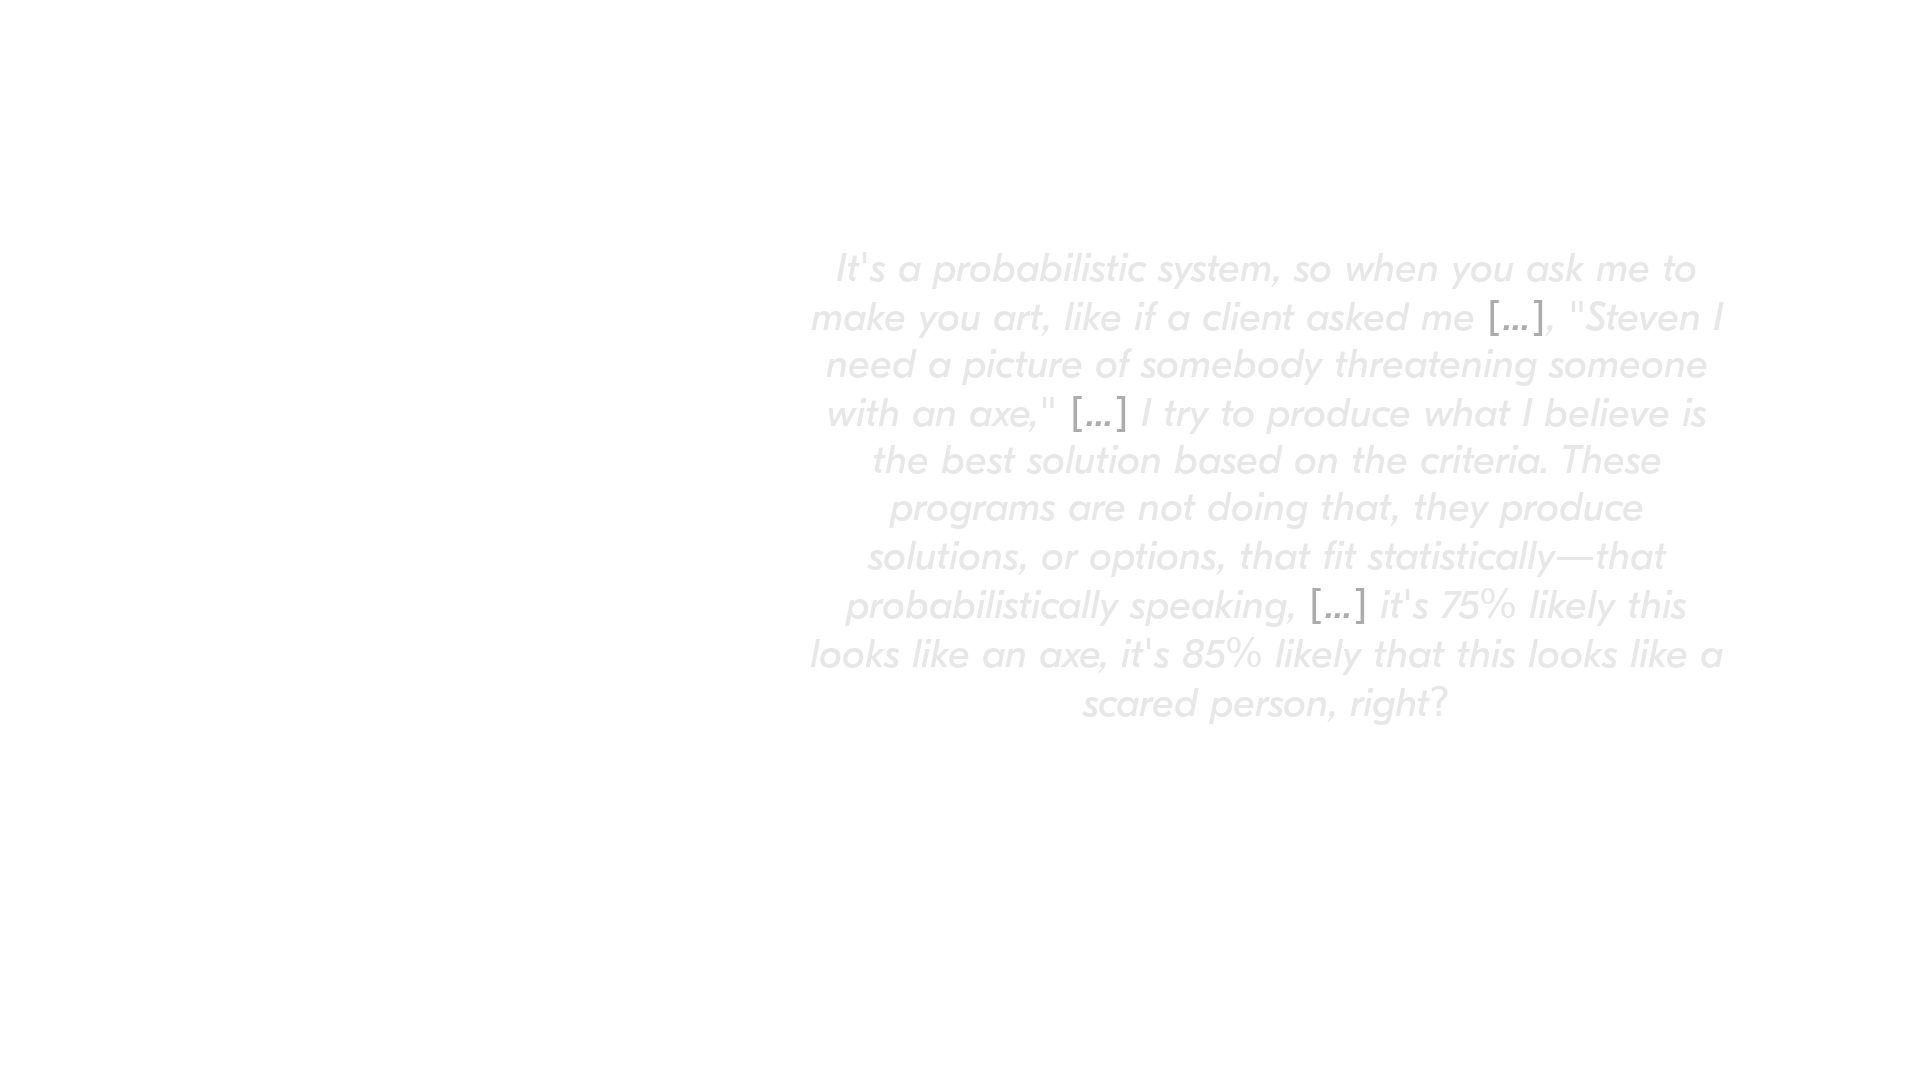 It's a probabilistic system, so when you ask me to
make you art, like if a client asked me [...], "Steven I
need a picture of somebody threatening someone
with an axe," [...] I try to produce what I believe is
the best solution based on the criteria. These
programs are not doing that, they produce
solutions, or options, that fit statistically—that
probabilistically speaking, [...] it's 75% likely this
looks like an axe, it's 85% likely that this looks like a
scared person, right?